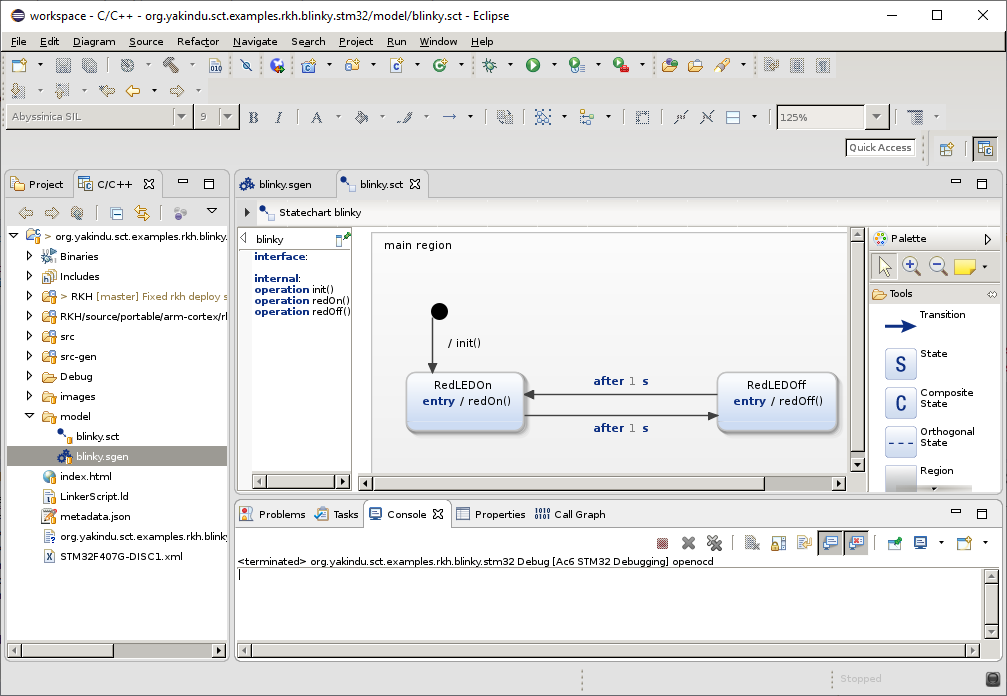 workspace - C/C++ - org.yakindu.sct.examples.rkh.blinky.stm32/model/blinky.sct - Eclipse
File Edit Diagram Source Refactor Navigate Search Project Run Window Help
010
Abyssinica SIL 9 B I A 125%
Quick Access
Project C/C++
> org.yakindu.sct.examples.rkh.blinky.
Binaries
Includes
> RKH [master] Fixed rkh deploy s
RKH/source/portable/arm-cortex/rl
src
src-gen
Debug
images
model
blinky.sct
blinky.sgen
index.html
LinkerScript.ld
metadata.json
org.yakindu.sct.examples.rkh.blinky
STM32F407G-DISC1.xml
blinky.sgen blinky.sct
Statechart blinky
blinky
interface:
internal:
operation init()
operation redOn()
operation redOff()
main region
/ init()
RedLEDOn
entry / redOn()
after 1 s
after 1 s
RedLEDOff
entry / redOff()
Palette
Tools
Transition
S State
C Composite State
Orthogonal State
Region
Problems Tasks Console Properties Call Graph
<terminated> org.yakindu.sct.examples.rkh.blinky.stm32 Debug [Ac6 STM32 Debugging] openocd
Stopped